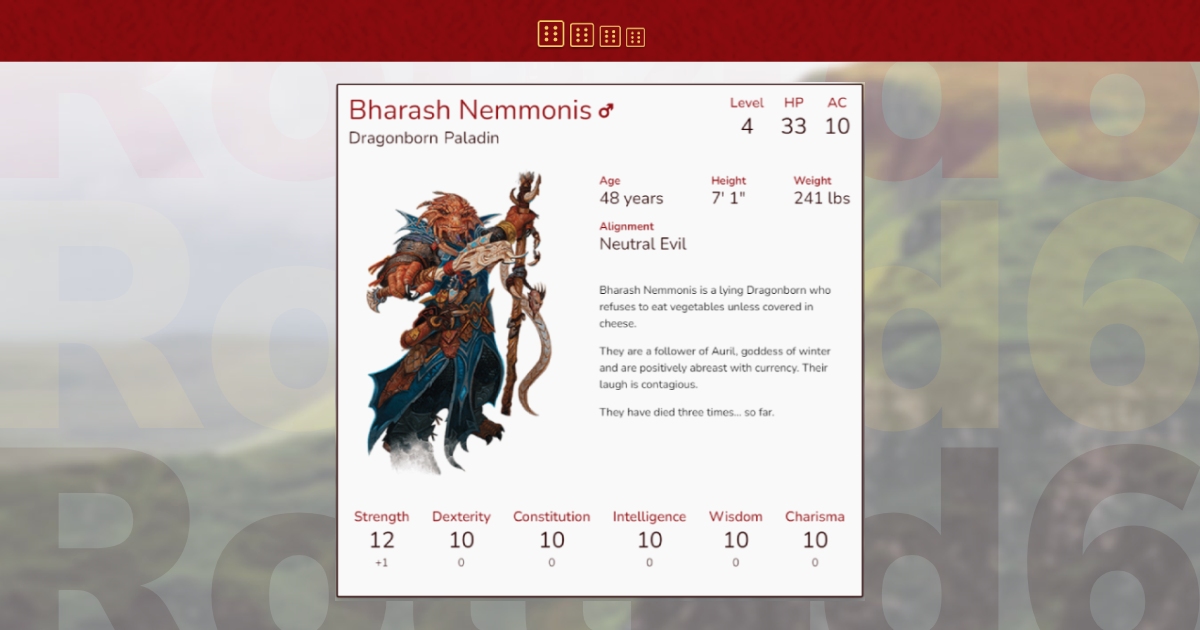 Bharash Nemmonis ♂
Dragonborn Paladin
Level HP AC
4 33 10
Age Height Weight
48 years 7' 1" 241 lbs
Alignment
Neutral Evil
Bharash Nemmonis is a lying Dragonborn who
refuses to eat vegetables unless covered in
cheese.
They are a follower of Auril, goddess of winter
and are positively abreast with currency. Their
laugh is contagious.
They have died three times... so far.
Strength Dexterity Constitution Intelligence Wisdom Charisma
12 10 10 10 10 10
+1 0 0 0 0 0